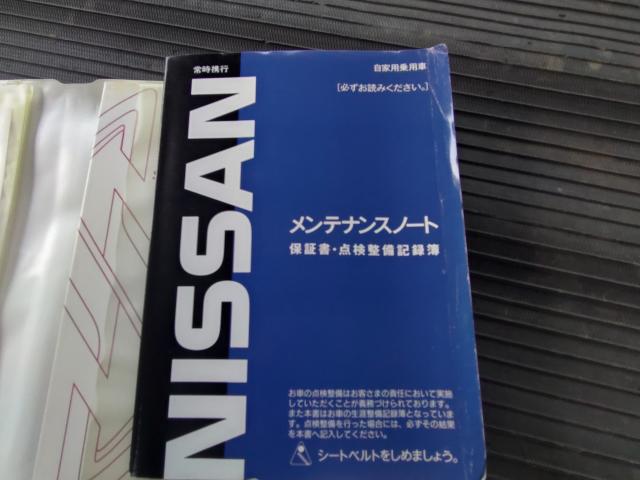 常時携行
自家用乗用車
[必ずお読みください。]
NISSAN
メンテナンスノート
保証書・点検整備記録簿
お車の点検整備はお客さまの責任において実施
していただくことが義務づけられております。
また本書はお車の生涯整備記録簿となっていま
す。点検整備を行った場合には、必ずその結果
を本書へ記入してください。
シートベルトをしめましょう。